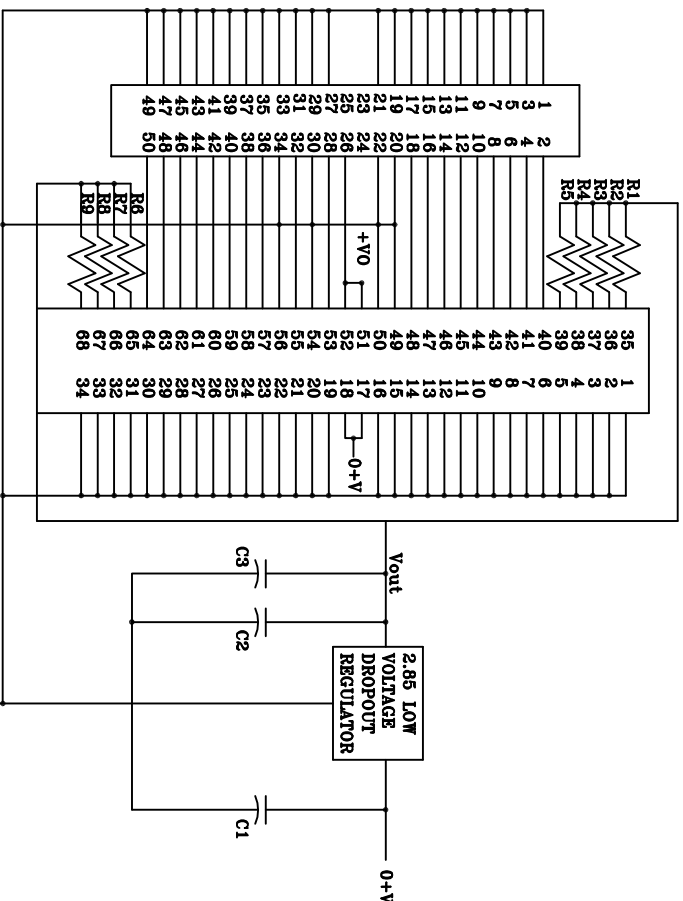 R1
R2
R3
R4
R5
1 2
3 4
5 6
7 8
9 10
11 12
13 14
15 16
17 18
19 20
21 22
23 24
25 26
27 28
29 30
31 32
33 34
35 36
37 38
39 40
41 42
43 44
45 46
47 48
49 50
35 1
36 2
37 3
38 4
39 5
40 6
41 7
42 8
43 9
44 10
45 11
46 12
47 13
48 14
49 15
50 16
51 17
52 18
53 19
54 20
55 21
56 22
57 23
58 24
59 25
60 26
61 27
62 28
63 29
64 30
65 31
66 32
67 33
68 34
+VO
0+V
R6
R7
R8
R9
Vout
2.85 LOW
VOLTAGE
DROPOUT
REGULATOR
0+V
C3
C2
C1